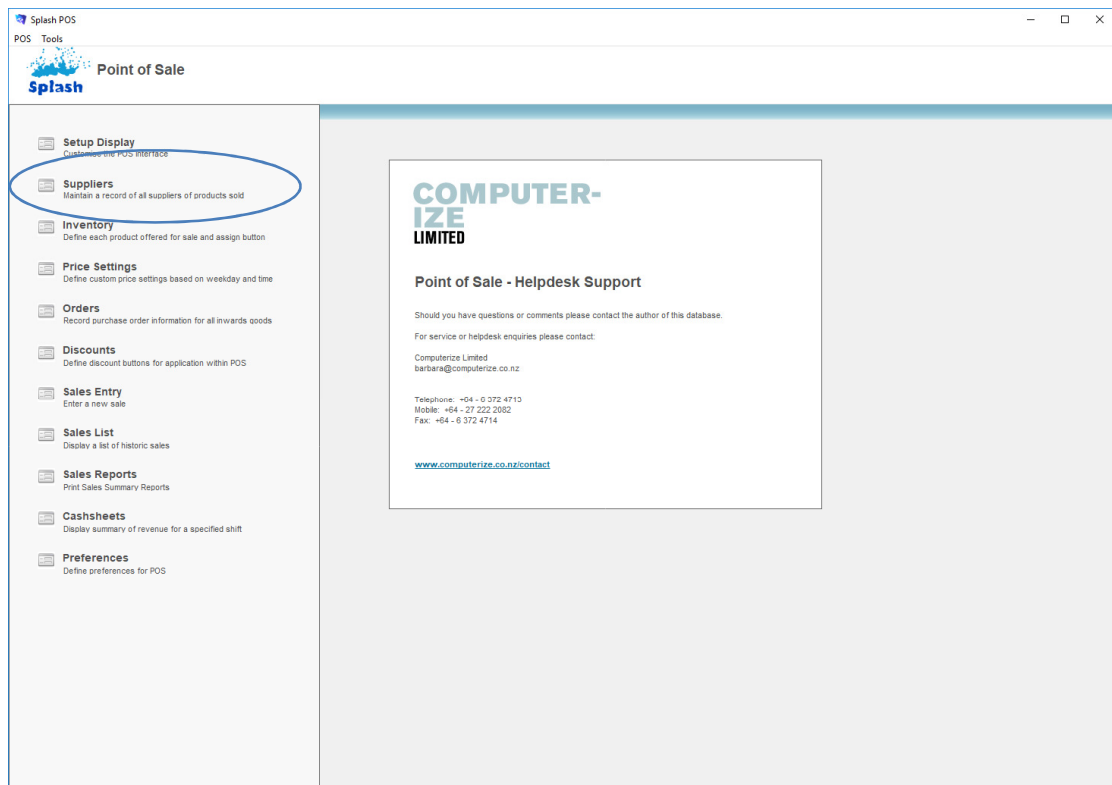 Splash POS
POS Tools
Splash
Point of Sale
Setup Display
Customise the POS interface
Suppliers
Maintain a record of all suppliers of products sold
Inventory
Define each product offered for sale and assign button
Price Settings
Define custom price settings based on weekday and time
Orders
Record purchase order information for all inwards goods
Discounts
Define discount buttons for application within POS
Sales Entry
Enter a new sale
Sales List
Display a list of historic sales
Sales Reports
Print Sales Summary Reports
Cashsheets
Display summary of revenue for a specified shift
Preferences
Define preferences for POS
COMPUTER-
IZE
LIMITED
Point of Sale - Helpdesk Support
Should you have questions or comments please contact the author of this database.
For service or helpdesk enquiries please contact:
Computerize Limited
barbara@computerize.co.nz
Telephone: +64 - 6 372 4713
Mobile: +64 - 27 222 2082
Fax: +64 - 6 372 4714
www.computerize.co.nz/contact